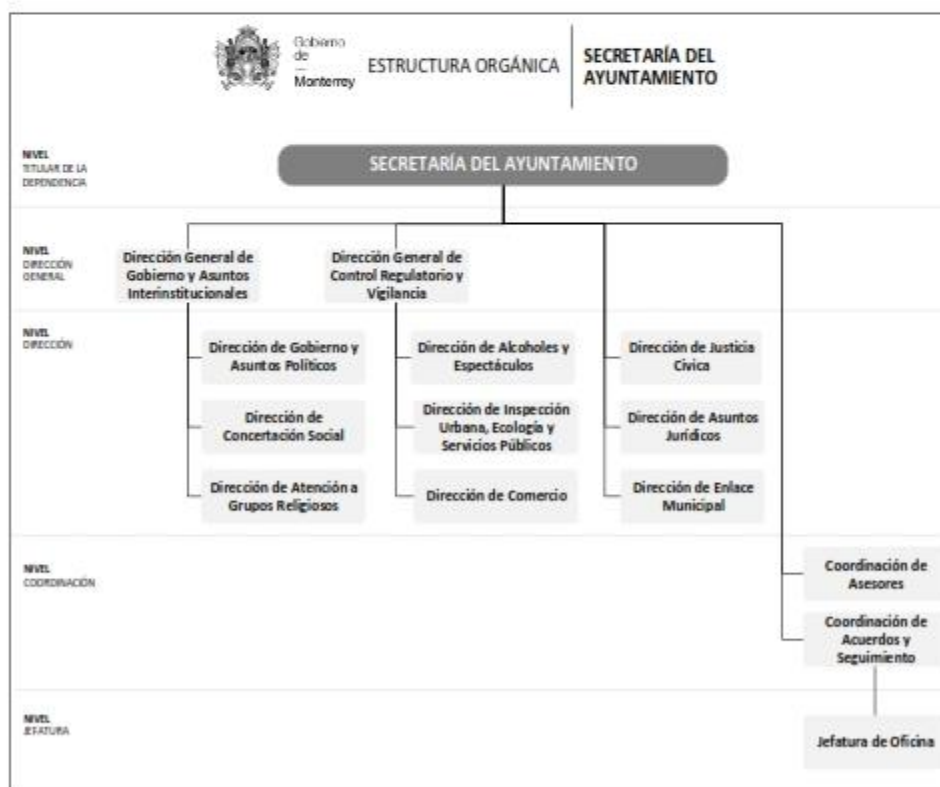 Gobierno
de
Monterrey
ESTRUCTURA ORGÁNICA
SECRETARÍA DEL
AYUNTAMIENTO
NIVEL
TITULAR DE LA
DEPENDENCIA
SECRETARÍA DEL AYUNTAMIENTO
NIVEL
DIRECCIÓN
GENERAL
Dirección General de
Gobierno y Asuntos
Interinstitucionales
Dirección General de
Control Regulatorio y
Vigilancia
NIVEL
DIRECCIÓN
Dirección de Gobierno y
Asuntos Políticos
Dirección de Alcoholes y
Espectáculos
Dirección de Justicia
Cívica
Dirección de
Concertación Social
Dirección de Inspección
Urbana, Ecología y
Servicios Públicos
Dirección de Asuntos
Jurídicos
Dirección de Atención a
Grupos Religiosos
Dirección de Comercio
Dirección de Enlace
Municipal
NIVEL
COORDINACIÓN
Coordinación de
Asesores
Coordinación de
Acuerdos y
Seguimiento
NIVEL
JEFATURA
Jefatura de Oficina